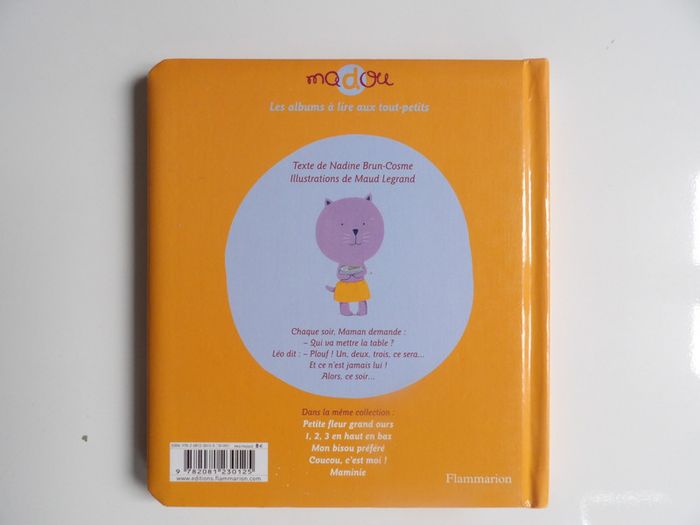 madou
Les albums à lire aux tout-petits
Texte de Nadine Brun-Cosme
Illustrations de Maud Legrand
Chaque soir, Maman demande :
– Qui va mettre la table ?
Léo dit : – Plouf ! Un, deux, trois, ce sera...
Et ce n'est jamais lui !
Alors, ce soir...
Dans la même collection :
Petite fleur grand ours
1, 2, 3 en haut en bas
Mon bisou préféré
Coucou, c'est moi !
Maminie
9 782081 230125
www.editions.flammarion.com
Flammarion